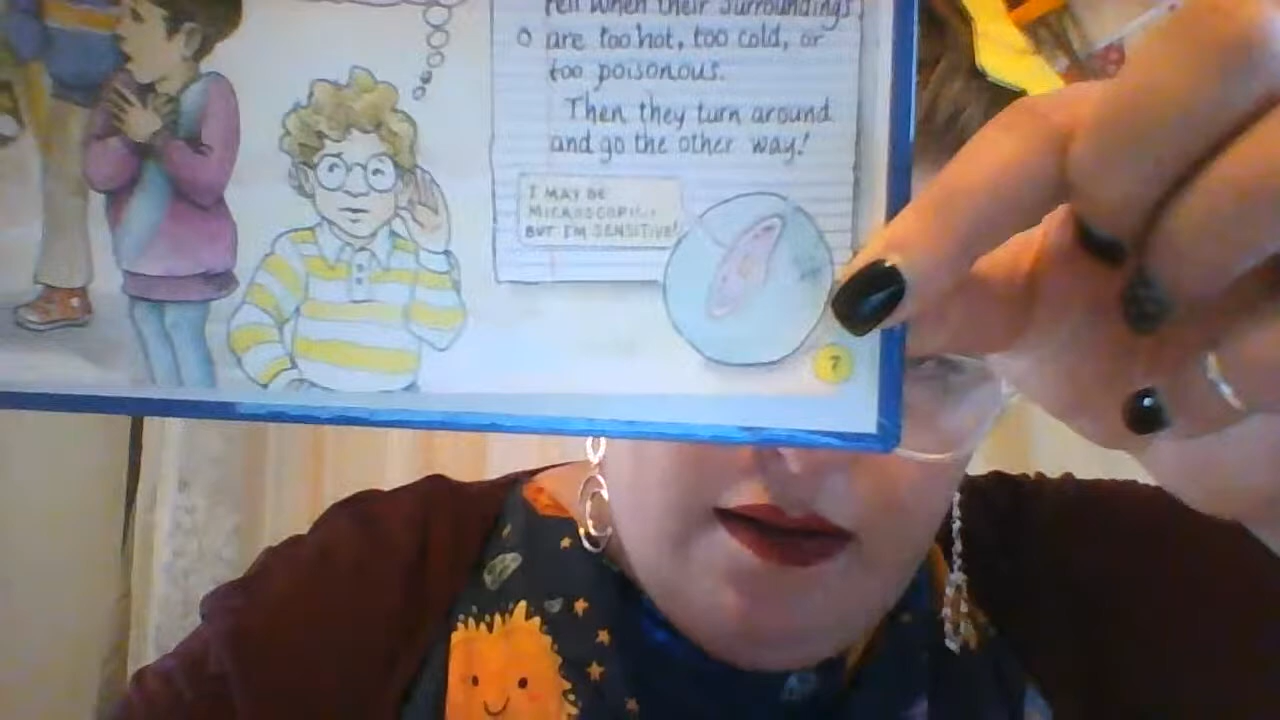 tell when their surroundings
are too hot, too cold, or
too poisonous.
Then they turn around
and go the other way!
I MAY BE
MICROSCOPIC,
BUT I'M SENSITIVE!
7